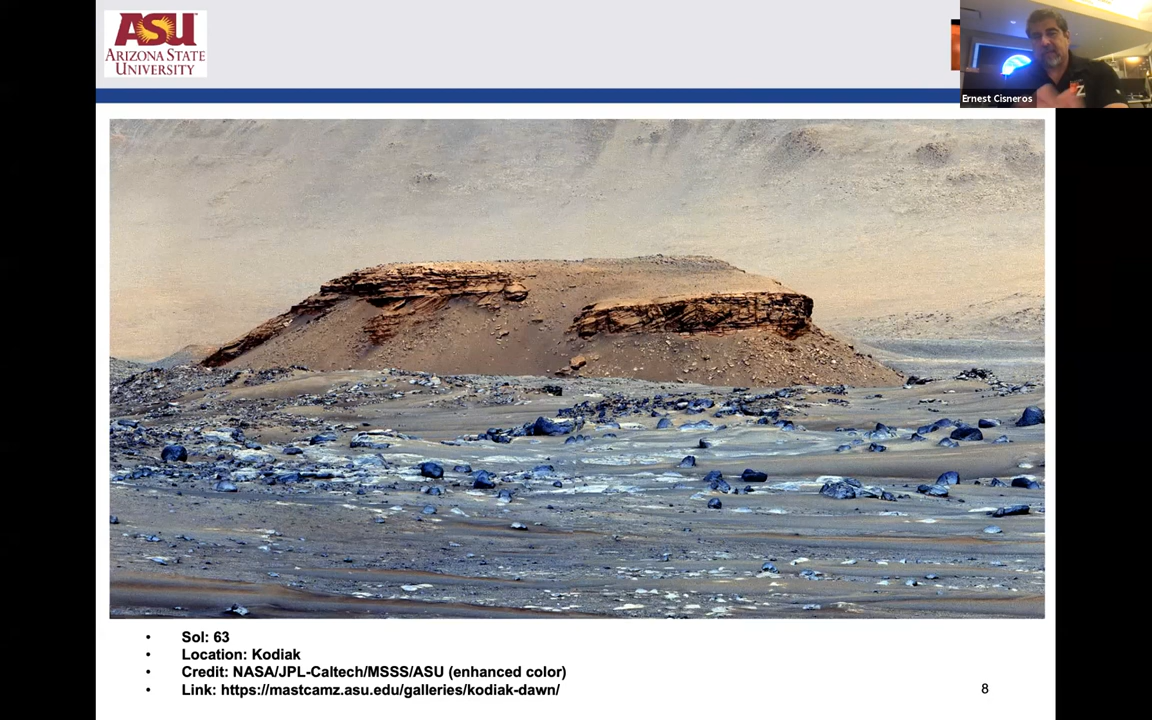 ASU
ARIZONA STATE
UNIVERSITY
Ernest Cisneros
• Sol: 63
• Location: Kodiak
• Credit: NASA/JPL-Caltech/MSSS/ASU (enhanced color)
• Link: https://mastcamz.asu.edu/galleries/kodiak-dawn/
8